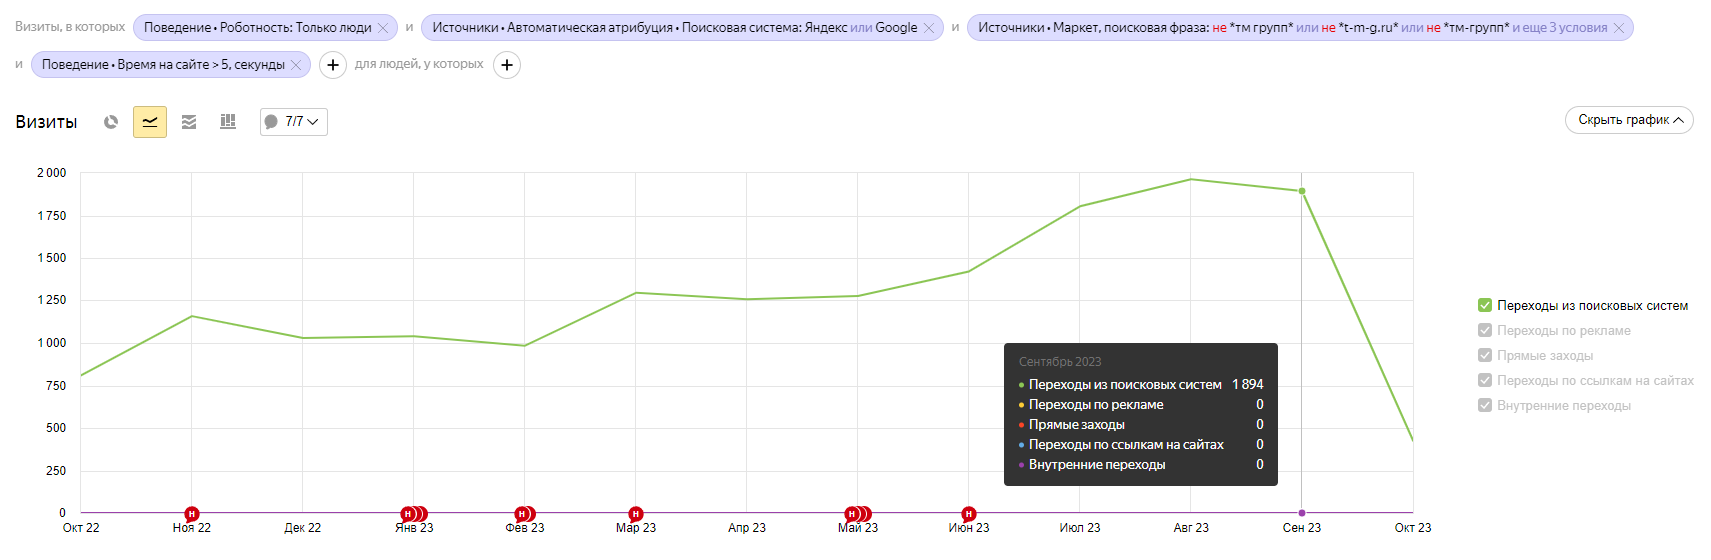 Визиты, в которых Поведение • Роботность: Только люди и Источники • Автоматическая атрибуция • Поисковая система: Яндекс или Google и Источники • Маркет, поисковая фраза: не *тм групп* или не *t-m-g.ru* или не *тм-групп* и еще 3 условия
и Поведение • Время на сайте > 5, секунды для людей, у которых
Визиты 7/7 Скрыть график
2 000
1 750
1 500
1 250
1 000
750
500
250
0
Сентябрь 2023
Переходы из поисковых систем 1 894
Переходы по рекламе 0
Прямые заходы 0
Переходы по ссылкам на сайтах 0
Внутренние переходы 0
Переходы из поисковых систем
Переходы по рекламе
Прямые заходы
Переходы по ссылкам на сайтах
Внутренние переходы
Н Н Н Н Н Н
Окт 22 Ноя 22 Дек 22 Янв 23 Фев 23 Мар 23 Апр 23 Май 23 Июн 23 Июл 23 Авг 23 Сен 23 Окт 23